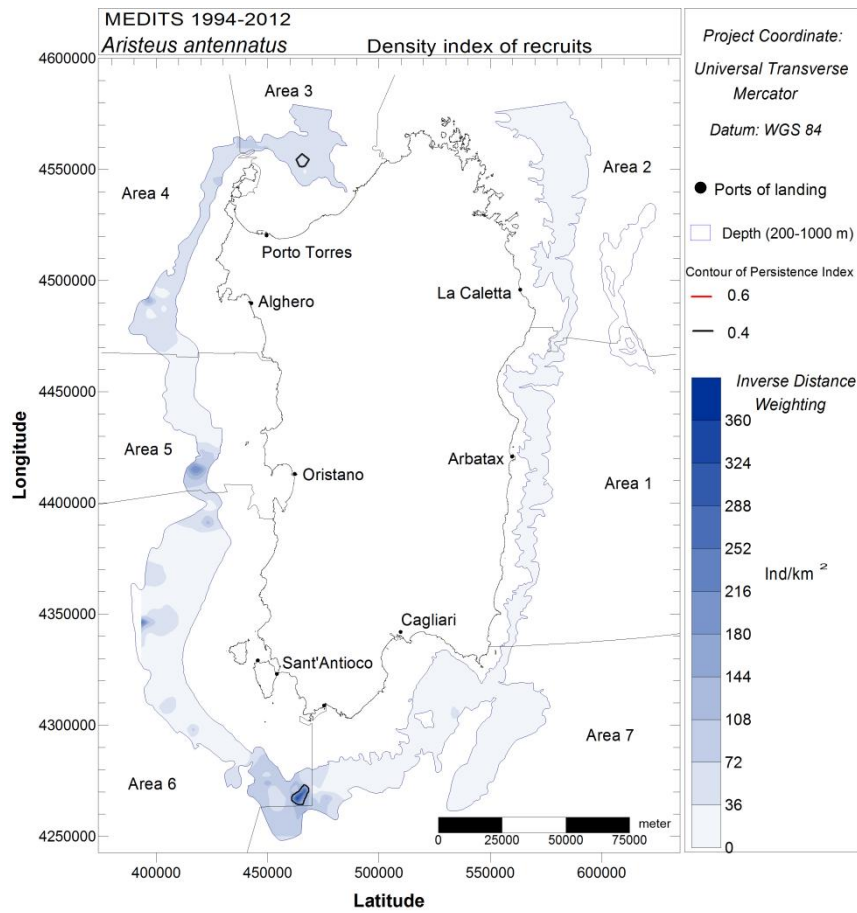 MEDITS 1994-2012
Aristeus antennatus Density index of recruits
Project Coordinate:
Universal Transverse
Mercator
Datum: WGS 84
Ports of landing
Depth (200-1000 m)
Contour of Persistence Index
0.6
0.4
Inverse Distance
Weighting
360
324
288
252
216
180
144
108
72
36
0
Ind/km ²
4600000
4550000
4500000
4450000
4400000
4350000
4300000
4250000
Longitude
Area 3
Area 2
Area 4
Porto Torres
Alghero
La Caletta
Area 5
Oristano
Arbatax
Area 1
Cagliari
Sant'Antioco
Area 7
Area 6
meter
0 25000 50000 75000
400000 450000 500000 550000 600000
Latitude